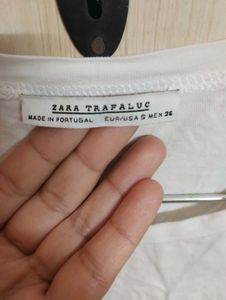 ZARA TRAFALUC
MADE IN PORTUGAL EUR/USA S MEX 26